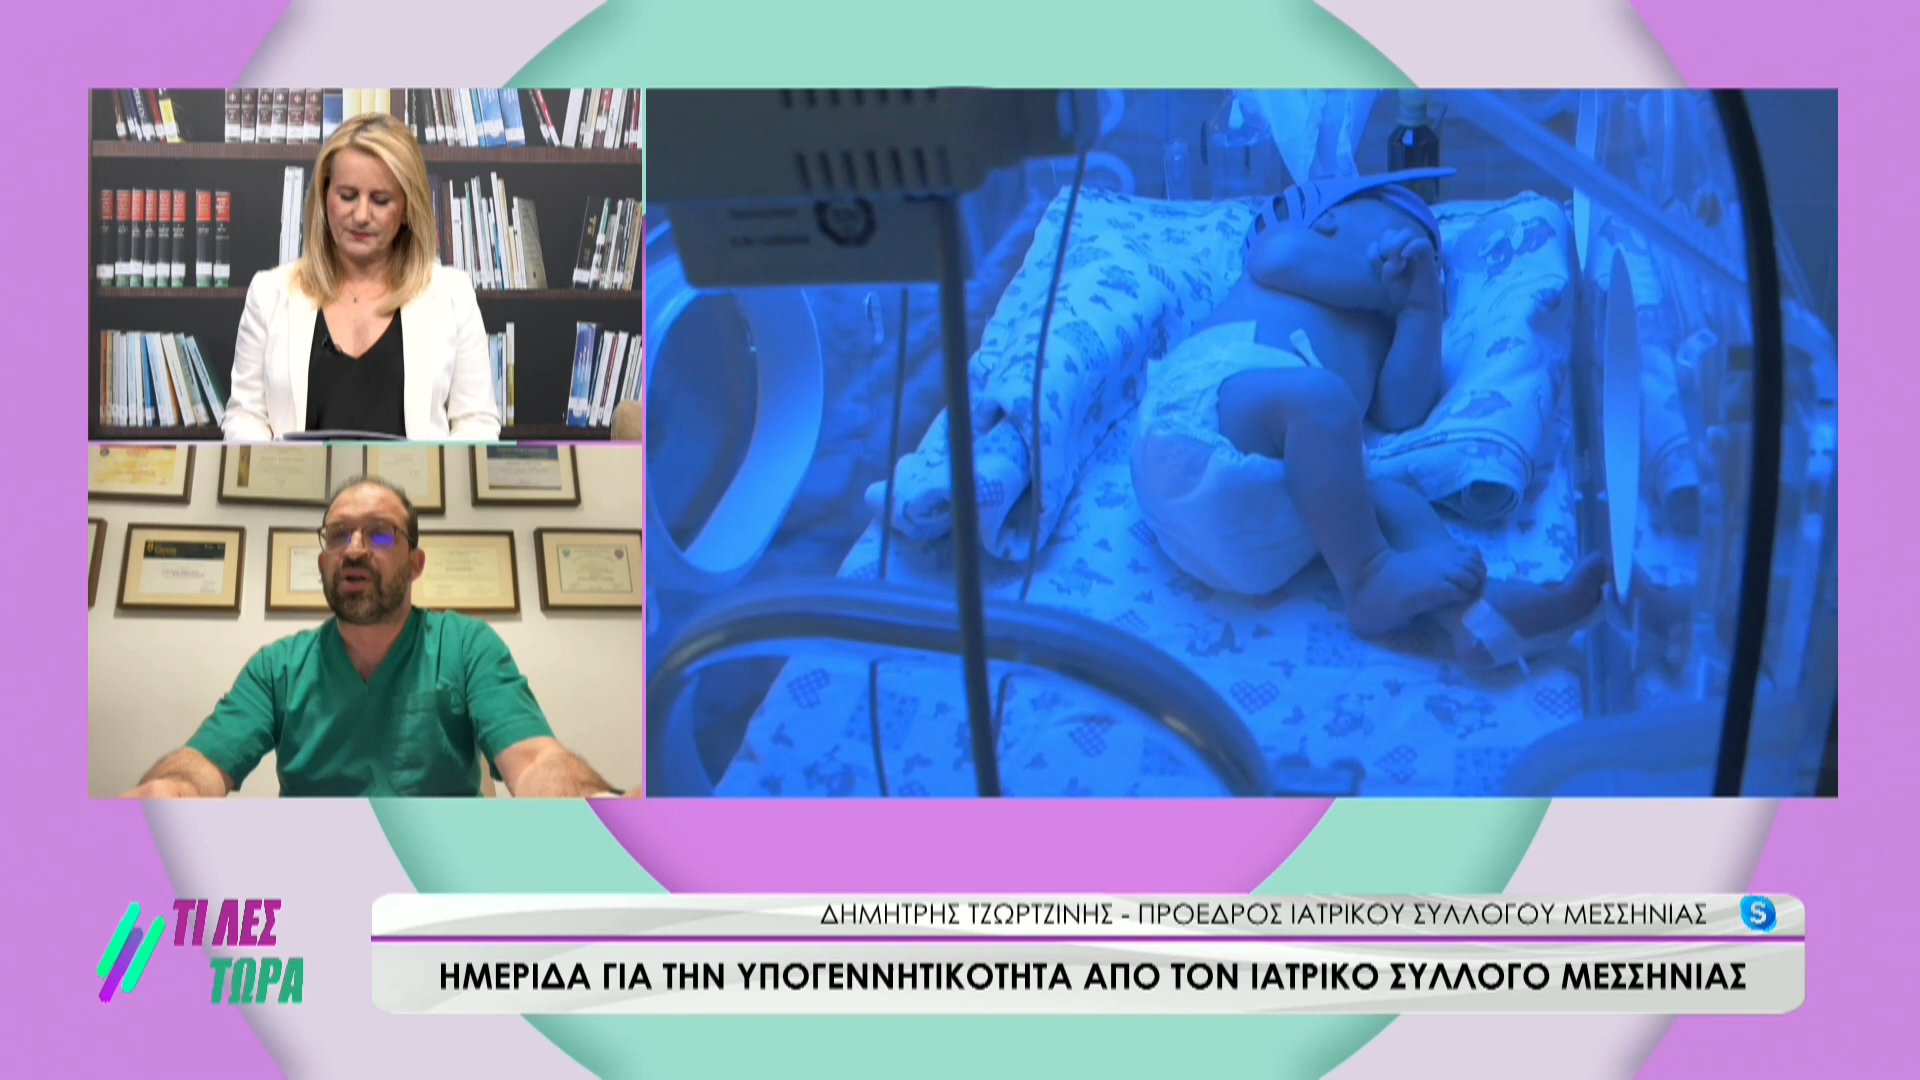 ΤΙ ΛΕΣ
ΤΩΡΑ
ΔΗΜΗΤΡΗΣ ΤΖΩΡΤΖΙΝΗΣ - ΠΡΟΕΔΡΟΣ ΙΑΤΡΙΚΟΥ ΣΥΛΛΟΓΟΥ ΜΕΣΣΗΝΙΑΣ
ΗΜΕΡΙΔΑ ΓΙΑ ΤΗΝ ΥΠΟΓΕΝΝΗΤΙΚΟΤΗΤΑ ΑΠΟ ΤΟΝ ΙΑΤΡΙΚΟ ΣΥΛΛΟΓΟ ΜΕΣΣΗΝΙΑΣ